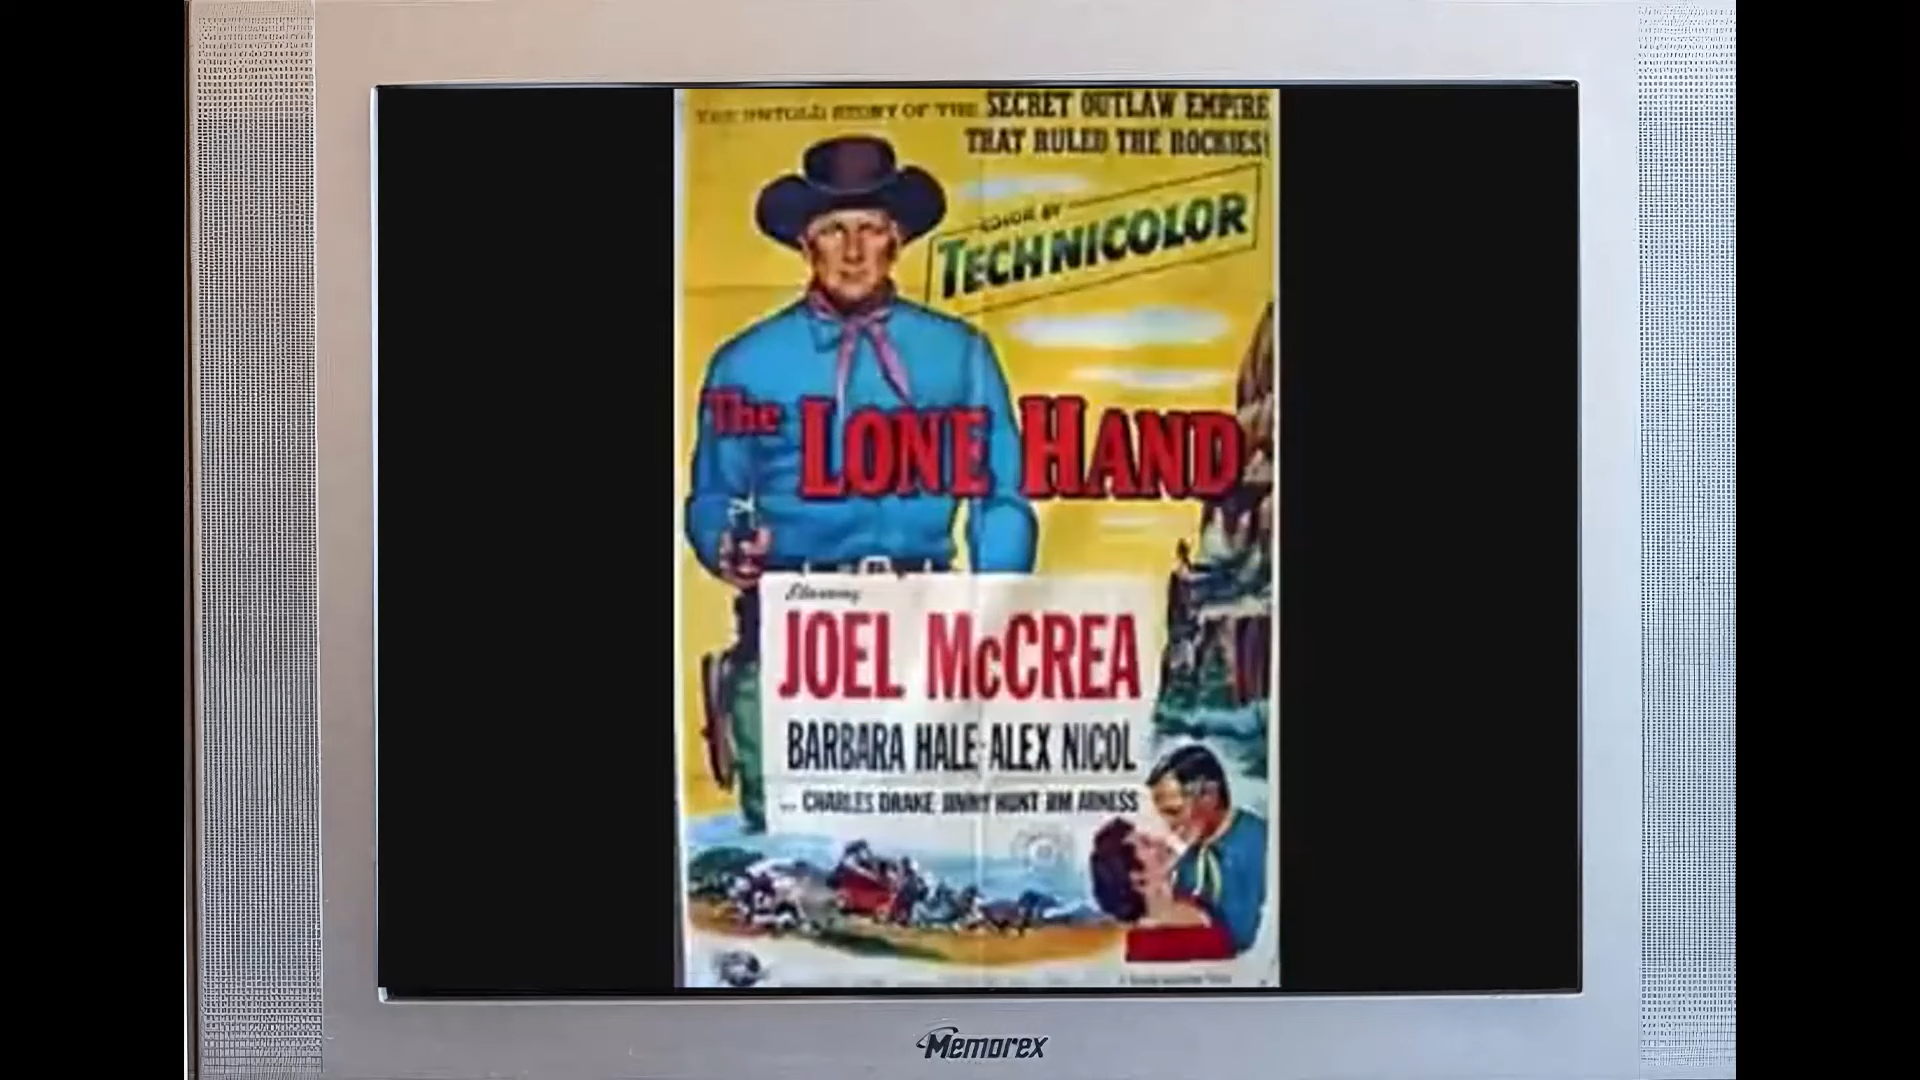 THE UNTOLD STORY OF THE SECRET OUTLAW EMPIRE
THAT RULED THE ROCKIES!
COLOR BY
TECHNICOLOR
The LONE HAND
Starring
JOEL McCREA
BARBARA HALE · ALEX NICOL
CHARLES DRAKE JIMMY HUNT JIM ARNESS
Memorex